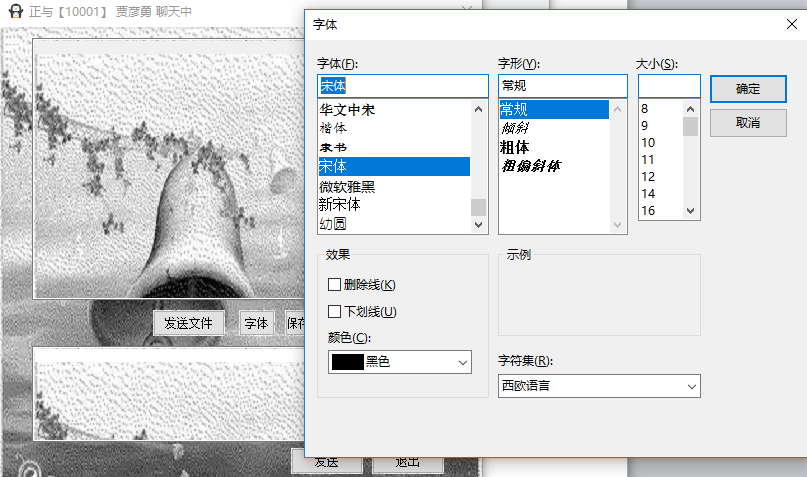 正与【10001】 贾彦勇 聊天中
字体
字体(F):
宋体
华文中宋
楷体
隶书
宋体
微软雅黑
新宋体
幼圆
字形(Y):
常规
常规
倾斜
粗体
粗偏斜体
大小(S):
8
9
10
11
12
14
16
确定
取消
效果
删除线(K)
下划线(U)
颜色(C):
黑色
示例
字符集(R):
西欧语言
发送文件
字体
保存
发送
退出